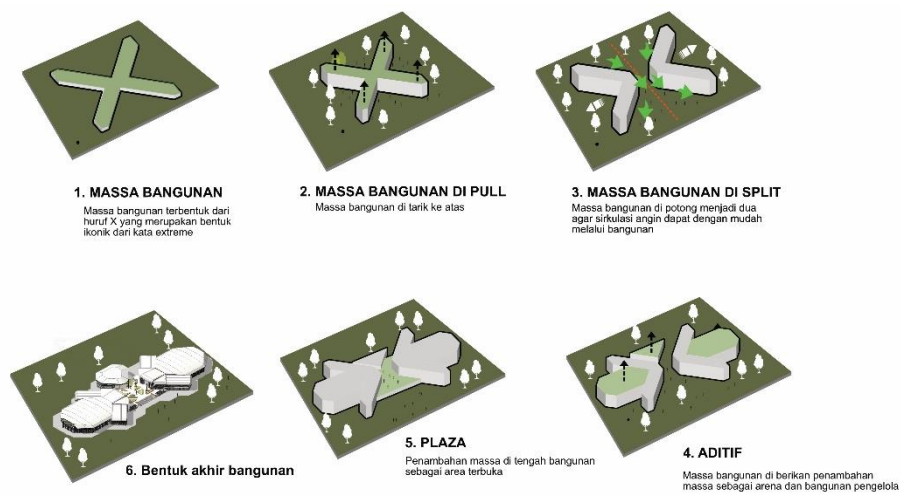 1. MASSA BANGUNAN
Massa bangunan terbentuk dari
huruf X yang merupakan bentuk
ikonik dari kata extreme
2. MASSA BANGUNAN DI PULL
Massa bangunan di tarik ke atas
3. MASSA BANGUNAN DI SPLIT
Massa bangunan di potong menjadi dua
agar sirkulasi angin dapat dengan mudah
melalui bangunan
4. ADITIF
Massa bangunan di berikan penambahan
massa sebagai arena dan bangunan pengelola
5. PLAZA
Penambahan massa di tengah bangunan
sebagai area terbuka
6. Bentuk akhir bangunan